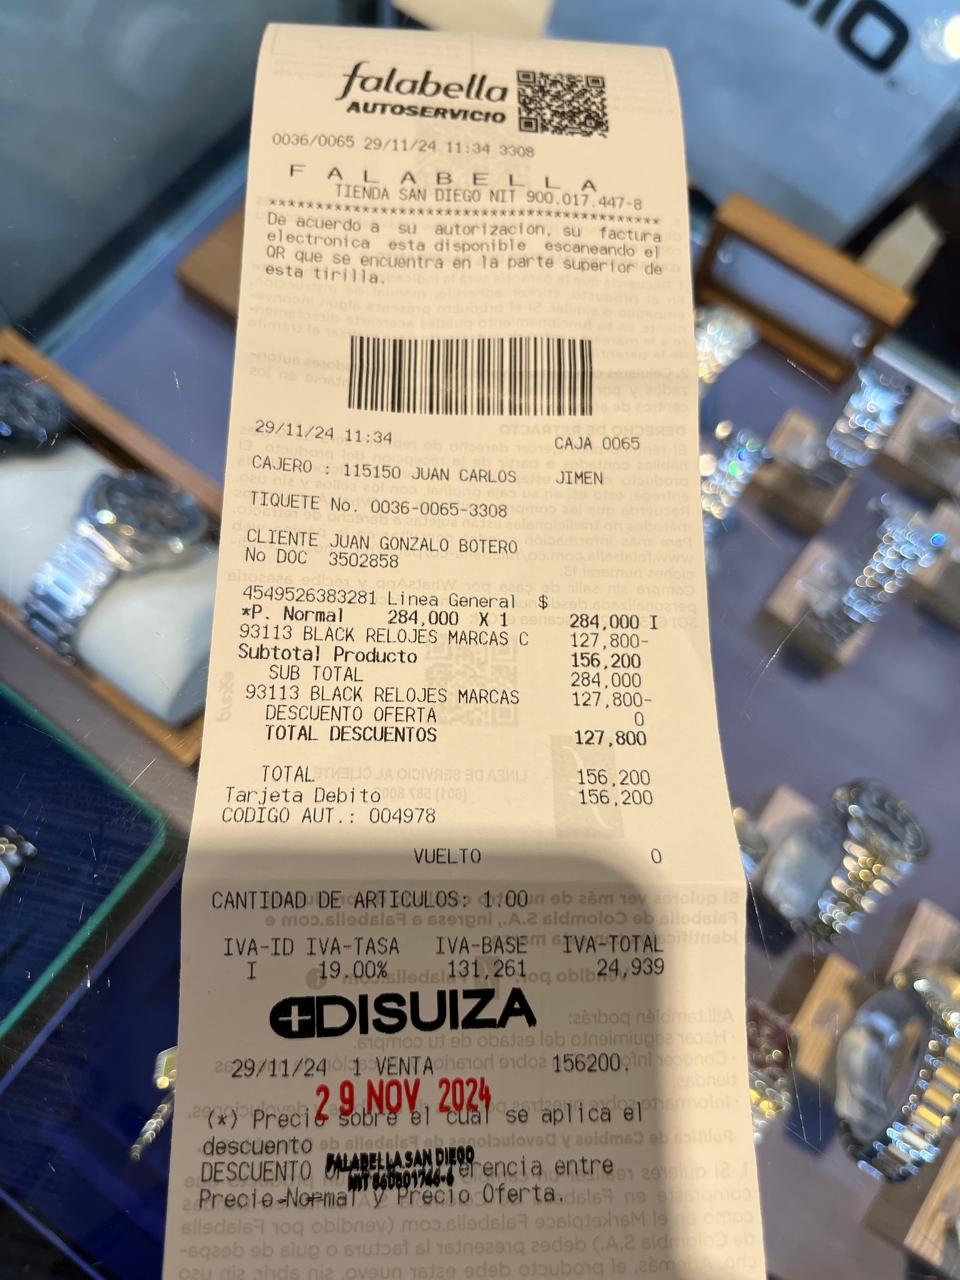 falabella
AUTOSERVICIO
0036/0065 29/11/24 11:34 3308
F A L A B E L L A
TIENDA SAN DIEGO NIT 900.017.447-8
****************************************************
De acuerdo a su autorizacion, su factura
electronica esta disponible escaneando el
QR que se encuentra en la parte superior de
esta tirilla.
29/11/24 11:34 CAJA 0065
CAJERO : 115150 JUAN CARLOS JIMEN
TIQUETE No. 0036-0065-3308
CLIENTE JUAN GONZALO BOTERO
No DOC 3502858
4549526383281 Linea General $
*P. Normal 284,000 X 1 284,000 I
93113 BLACK RELOJES MARCAS C 127,800-
Subtotal Producto 156,200
SUB TOTAL 284,000
93113 BLACK RELOJES MARCAS 127,800-
DESCUENTO OFERTA 0
TOTAL DESCUENTOS 127,800
TOTAL 156,200
Tarjeta Debito 156,200
CODIGO AUT.: 004978
VUELTO 0
CANTIDAD DE ARTICULOS: 1.00
IVA-ID IVA-TASA IVA-BASE IVA-TOTAL
I 19.00% 131,261 24,939
DISUIZA
29/11/24 1 VENTA 156200.
29 NOV 2024
(*) Precio sobre el cual se aplica el
descuento
FALABELLA SAN DIEGO
DESCUENTO entre
Precio-Normal y Precio Oferta.